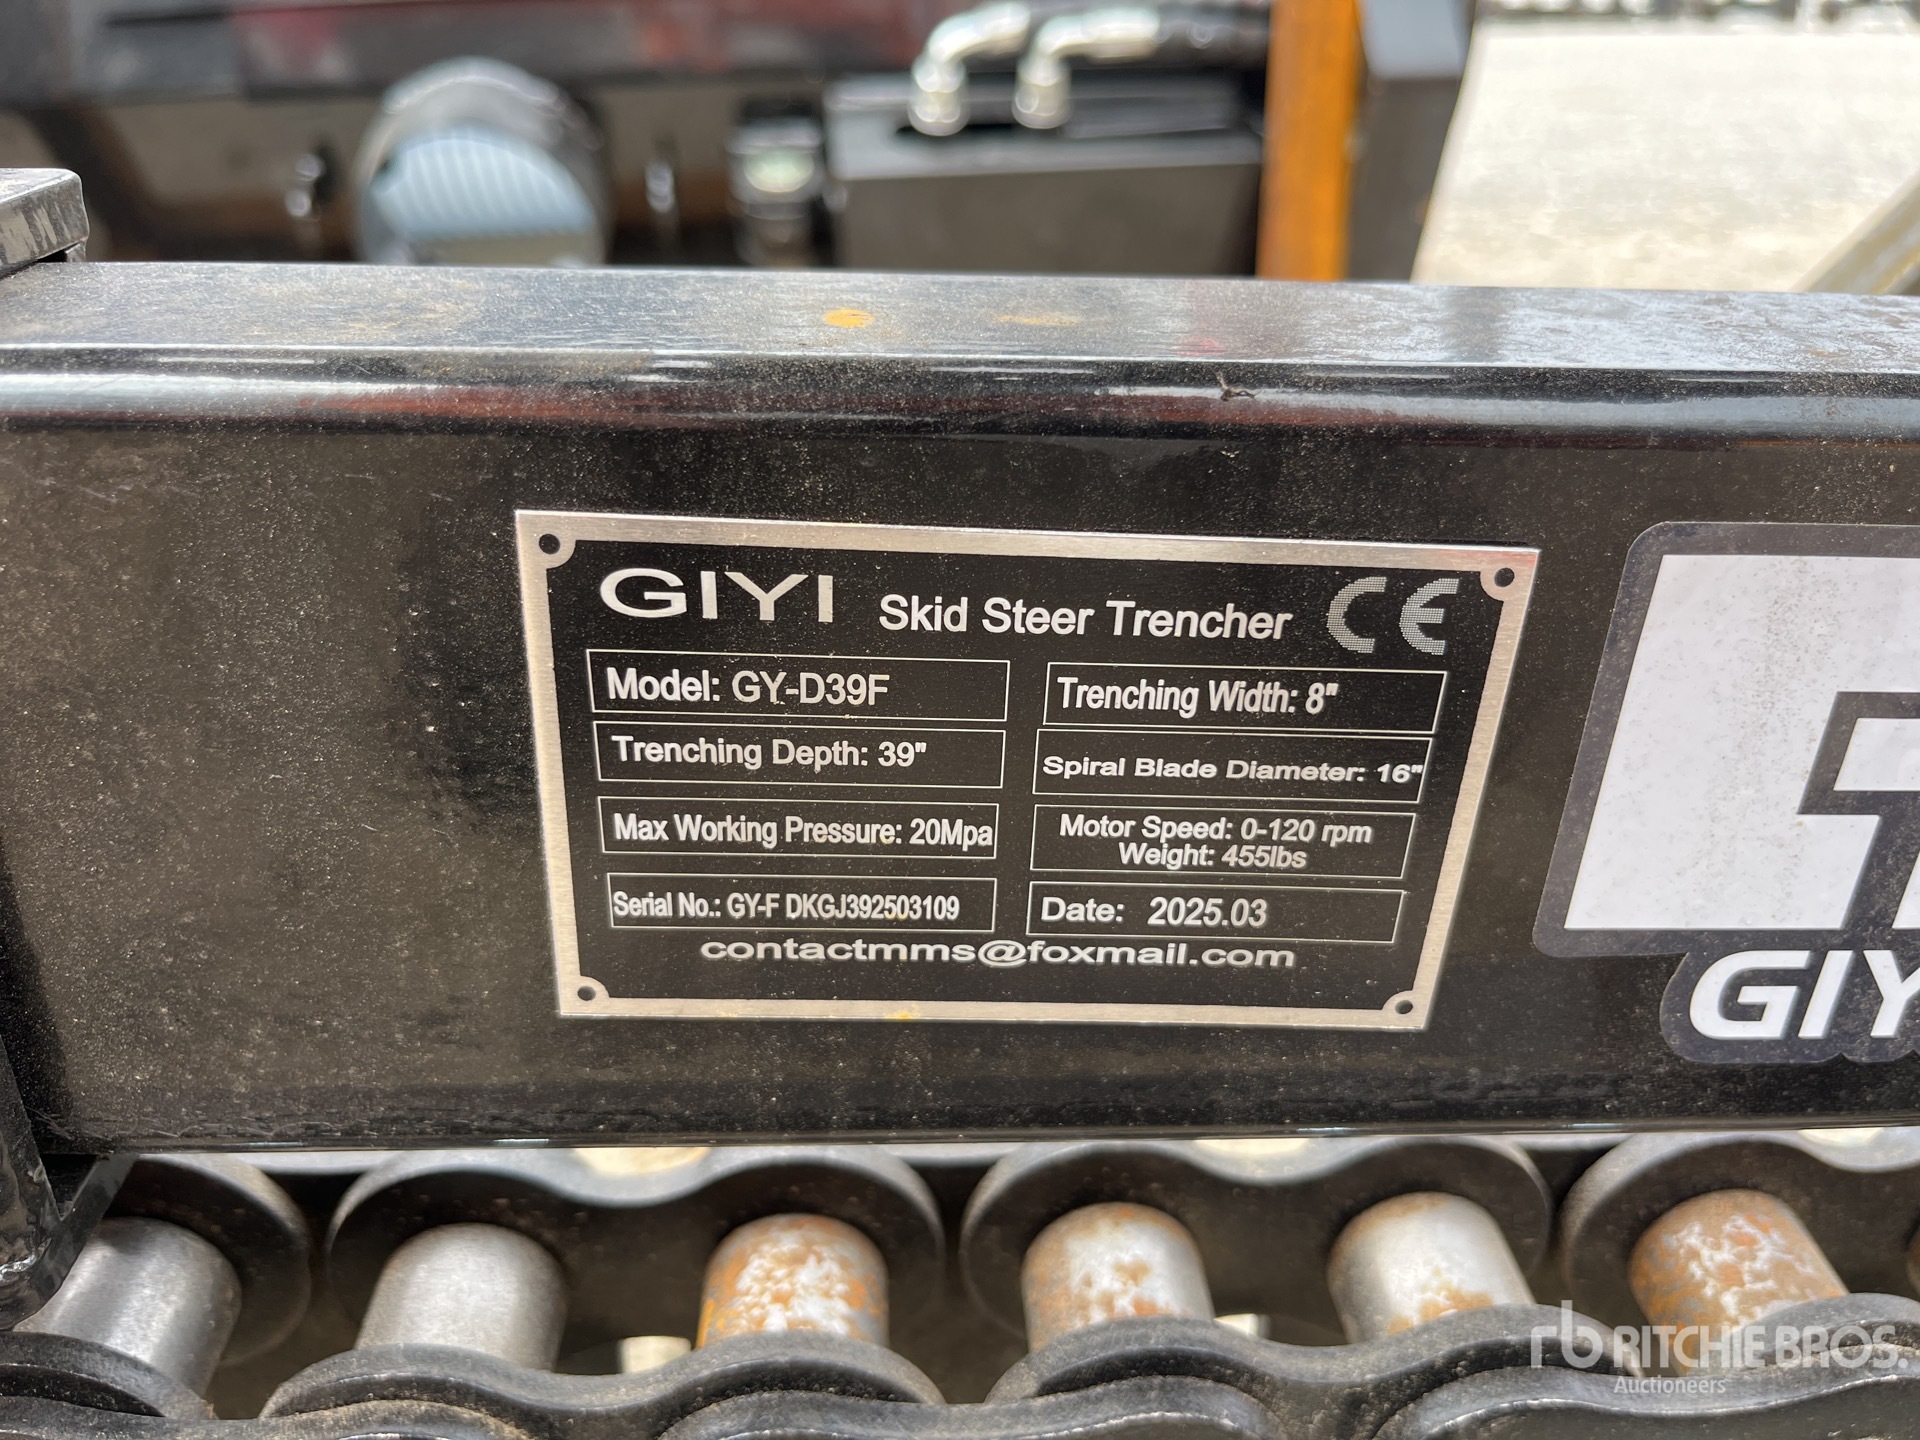 GIYI Skid Steer Trencher CE
Model: GY-D39F
Trenching Width: 8"
Trenching Depth: 39"
Spiral Blade Diameter: 16"
Max Working Pressure: 20Mpa
Motor Speed: 0-120 rpm
Weight: 455lbs
Serial No.: GY-F DKGJ392503109
Date: 2025.03
contactmms@foxmail.com
GIY
rb RITCHIE BROS.
Auctioneers